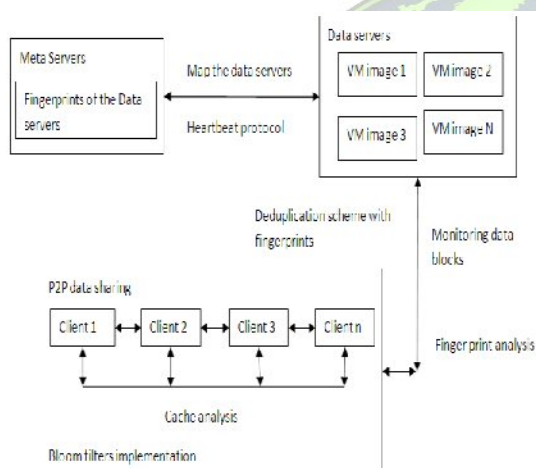 Meta Servers
Fingerprints of the Data
servers
Map the data servers
Heartbeat protocol
Data servers
VM image 1
VM image 2
VM image 3
VM image N
Deduplication scheme with
fingerprints
Monitoring data
blocks
P2P data sharing
Client 1
Client 2
Client 3
Client n
Finger print analysis
Cache analysis
Bloom filters implementation